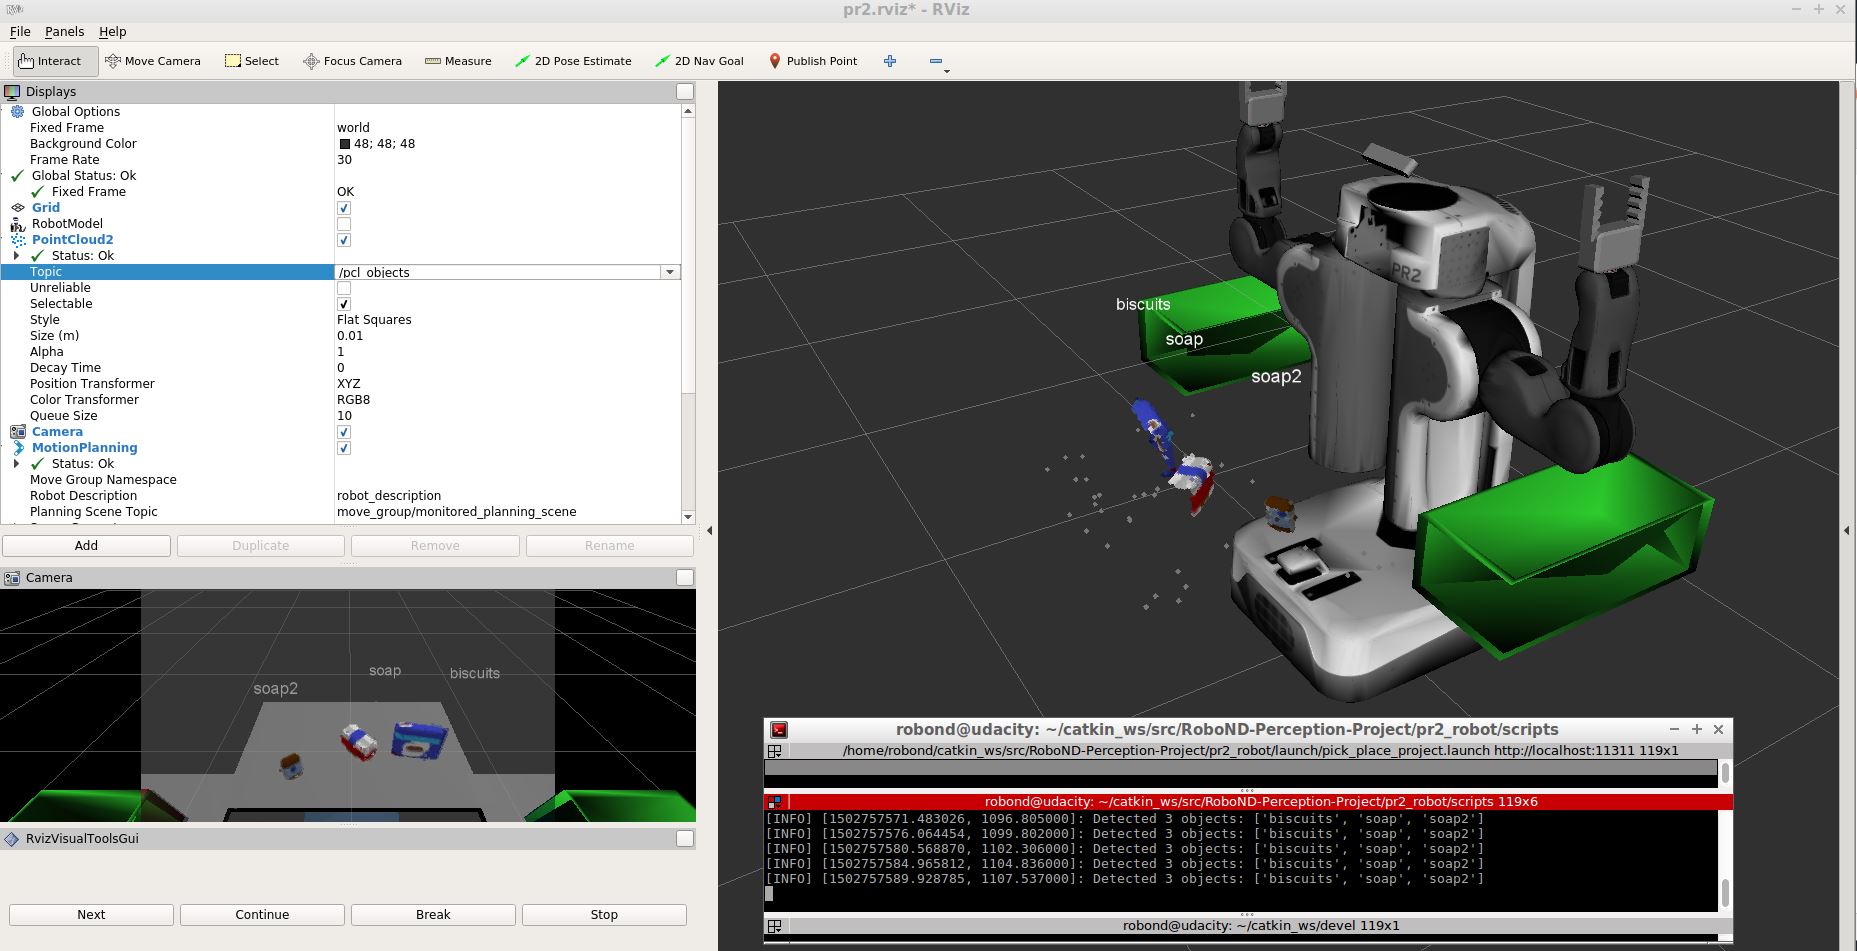 pr2.rviz* - RViz
File Panels Help
Interact Move Camera Select Focus Camera Measure 2D Pose Estimate 2D Nav Goal Publish Point
Displays
Global Options
Fixed Frame world
Background Color 48; 48; 48
Frame Rate 30
Global Status: Ok
Fixed Frame OK
Grid
RobotModel
PointCloud2
Status: Ok
Topic /pcl_objects
Unreliable
Selectable
Style Flat Squares
Size (m) 0.01
Alpha 1
Decay Time 0
Position Transformer XYZ
Color Transformer RGB8
Queue Size 10
Camera
MotionPlanning
Status: Ok
Move Group Namespace
Robot Description robot_description
Planning Scene Topic move_group/monitored_planning_scene
Add Duplicate Remove Rename
Camera
soap2 soap biscuits
RvizVisualToolsGui
Next Continue Break Stop
PR2
biscuits
soap
soap2
robond@udacity: ~/catkin_ws/src/RoboND-Perception-Project/pr2_robot/scripts
/home/robond/catkin_ws/src/RoboND-Perception-Project/pr2_robot/launch/pick_place_project.launch http://localhost:11311 119x1
robond@udacity: ~/catkin_ws/src/RoboND-Perception-Project/pr2_robot/scripts 119x6
[INFO] [1502757571.483026, 1096.805000]: Detected 3 objects: ['biscuits', 'soap', 'soap2']
[INFO] [1502757576.064454, 1099.802000]: Detected 3 objects: ['biscuits', 'soap', 'soap2']
[INFO] [1502757580.568870, 1102.306000]: Detected 3 objects: ['biscuits', 'soap', 'soap2']
[INFO] [1502757584.965812, 1104.836000]: Detected 3 objects: ['biscuits', 'soap', 'soap2']
[INFO] [1502757589.928785, 1107.537000]: Detected 3 objects: ['biscuits', 'soap', 'soap2']
robond@udacity: ~/catkin_ws/devel 119x1